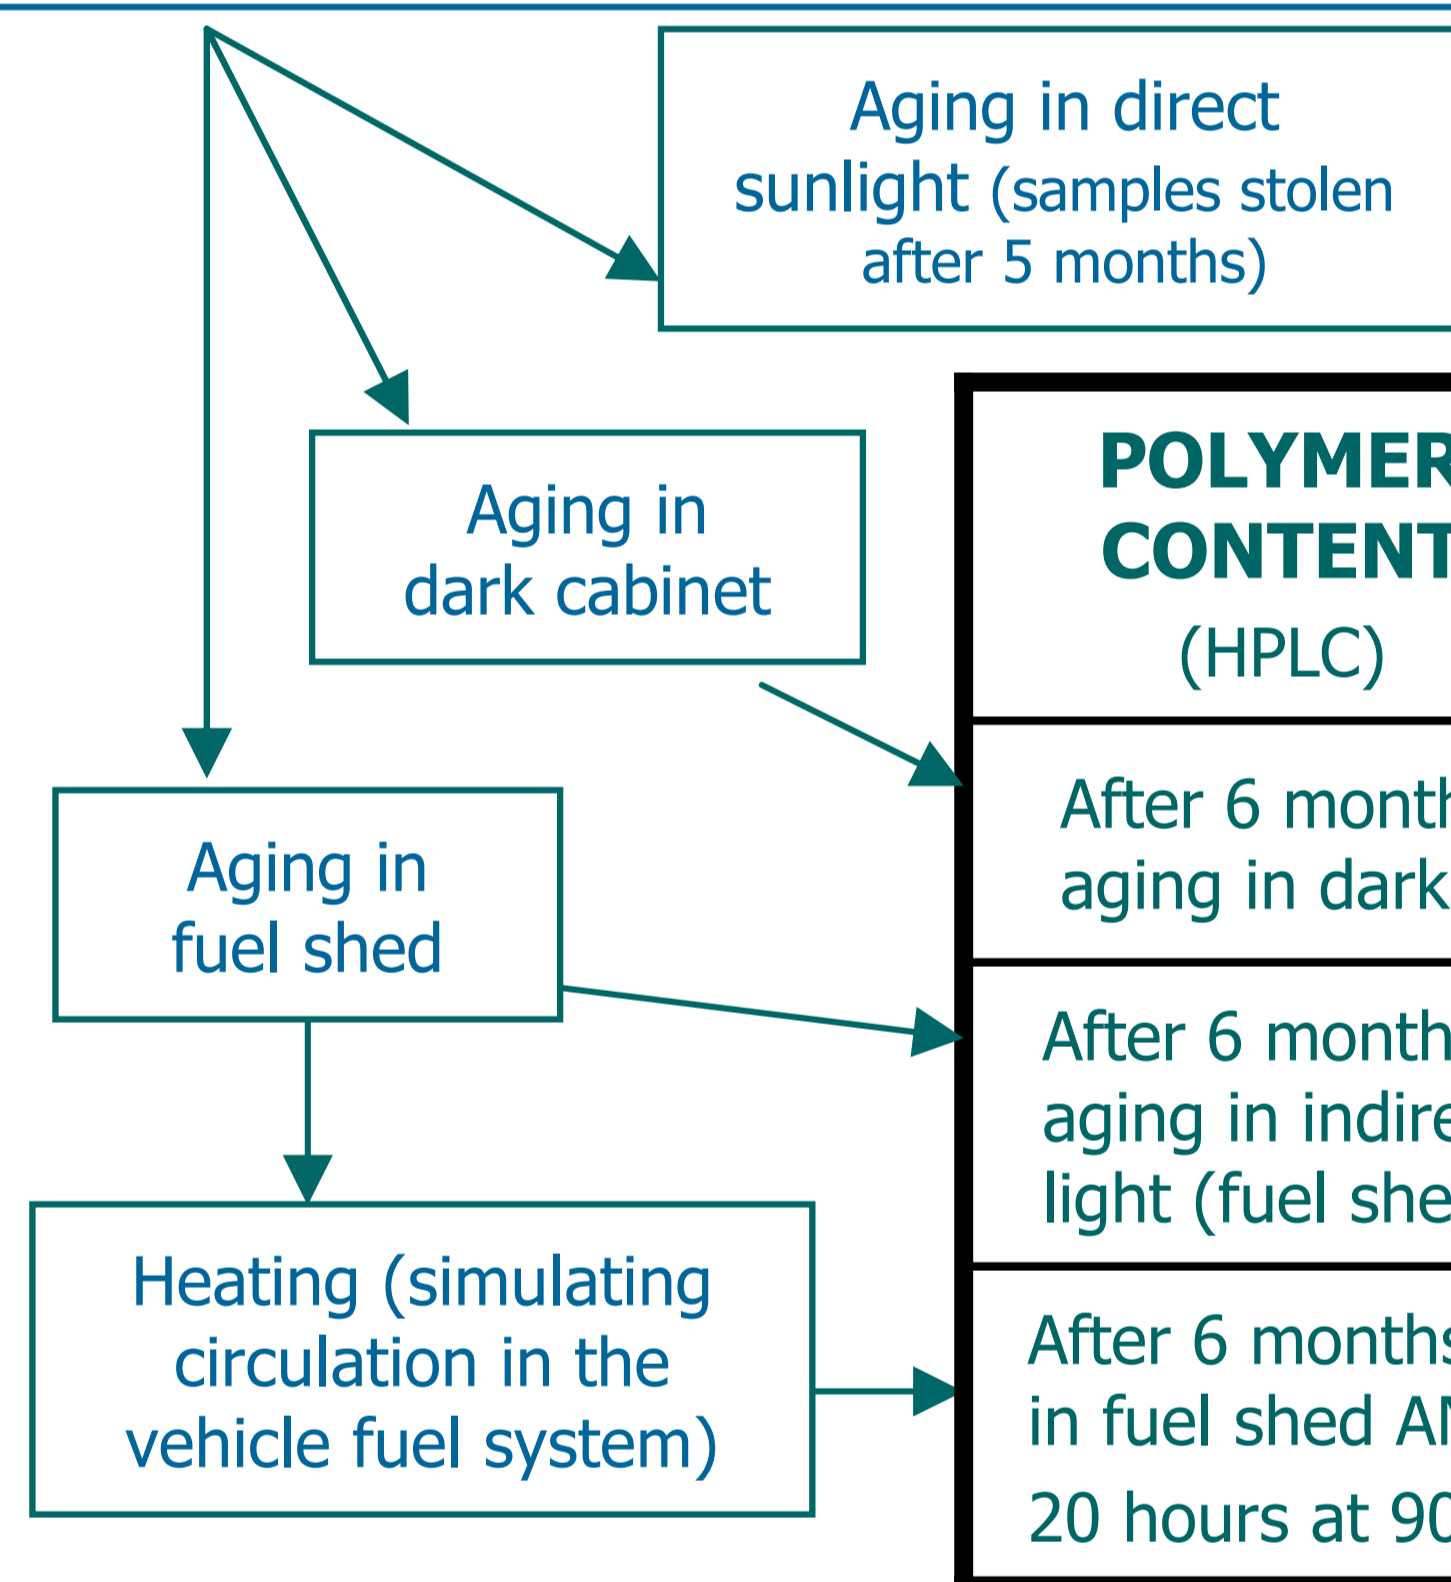 Aging in direct
sunlight (samples stolen
after 5 months)
Aging in
dark cabinet
Aging in
fuel shed
Heating (simulating
circulation in the
vehicle fuel system)
POLYMER
CONTENT
(HPLC)
After 6 month
aging in dark
After 6 month
aging in indire
light (fuel she
After 6 months
in fuel shed AN
20 hours at 90